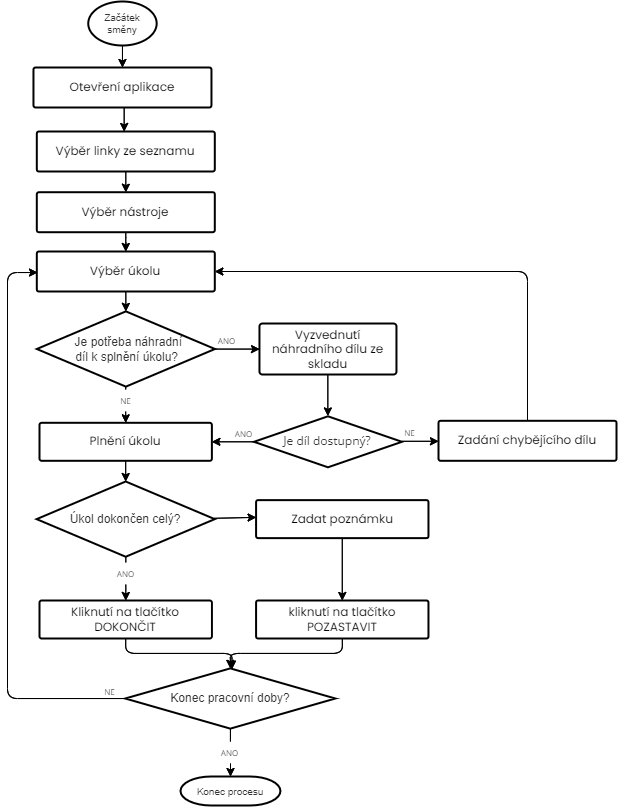 Začátek
směny
Otevření aplikace
Výběr linky ze seznamu
Výběr nástroje
Výběr úkolu
Je potřeba náhradní
díl k splnění úkolu?
ANO
Vyzvednutí
náhradního dílu ze
skladu
NE
Plnění úkolu
ANO
Je díl dostupný?
NE
Zadání chybějícího dílu
Úkol dokončen celý?
Zadat poznámku
ANO
Kliknutí na tlačítko
DOKONČIT
kliknutí na tlačítko
POZASTAVIT
NE
Konec pracovní doby?
ANO
Konec procesu